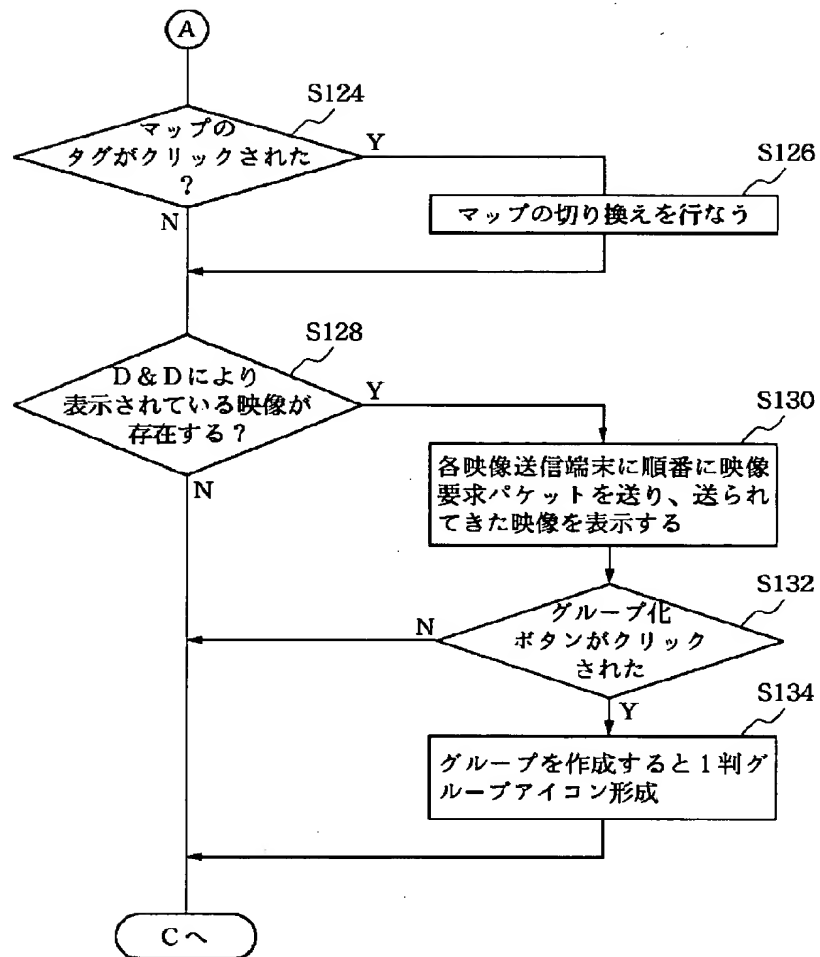 A
S124
マップの
タグがクリックされた
?
Y
N
S126
マップの切り換えを行なう
S128
D&Dにより
表示されている映像が
存在する?
Y
N
S130
各映像送信端末に順番に映像
要求パケットを送り、送られ
てきた映像を表示する
S132
グループ化
ボタンがクリック
された
N
Y
S134
グループを作成すると1判グ
ループアイコン形成
Cへ